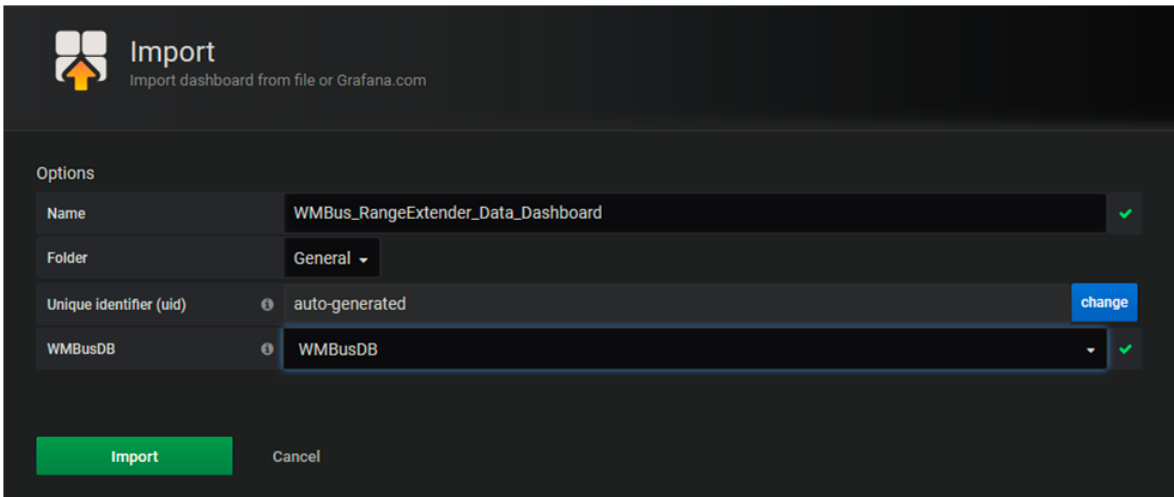 Import
Import dashboard from file or Grafana.com
Options
Name WMBus_RangeExtender_Data_Dashboard
Folder General
Unique identifier (uid) auto-generated change
WMBusDB WMBusDB
Import Cancel